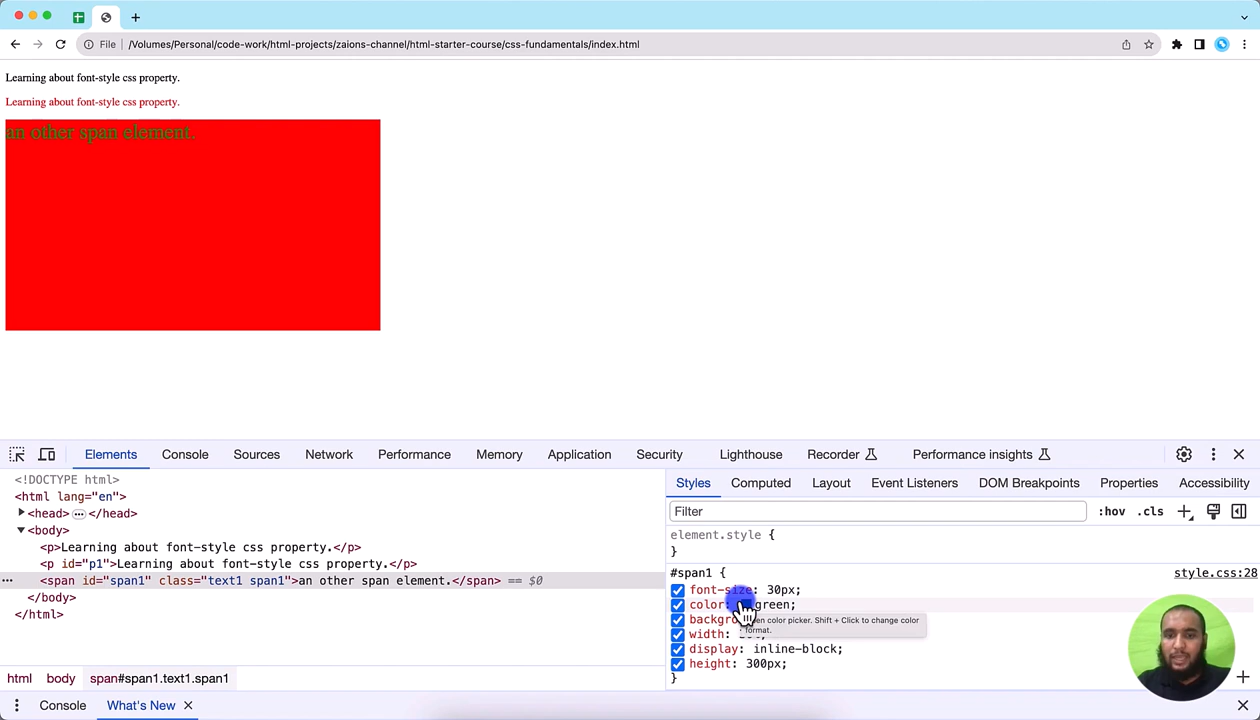 File /Volumes/Personal/code-work/html-projects/zaions-channel/html-starter-course/css-fundamentals/index.html
Learning about font-style css property.
Learning about font-style css property.
an other span element.
Elements Console Sources Network Performance Memory Application Security Lighthouse Recorder Performance insights
<!DOCTYPE html>
<html lang="en">
<head> ••• </head>
<body>
<p>Learning about font-style css property.</p>
<p id="p1">Learning about font-style css property.</p>
••• <span id="span1" class="text1 span1">an other span element.</span> == $0
</body>
</html>
html body span#span1.text1.span1
Styles Computed Layout Event Listeners DOM Breakpoints Properties Accessibility
Filter :hov .cls
element.style {
}
#span1 { style.css:28
font-size: 30px;
color: green;
en color picker. Shift + Click to change color
format.
width:
display: inline-block;
height: 300px;
}
Console What's New